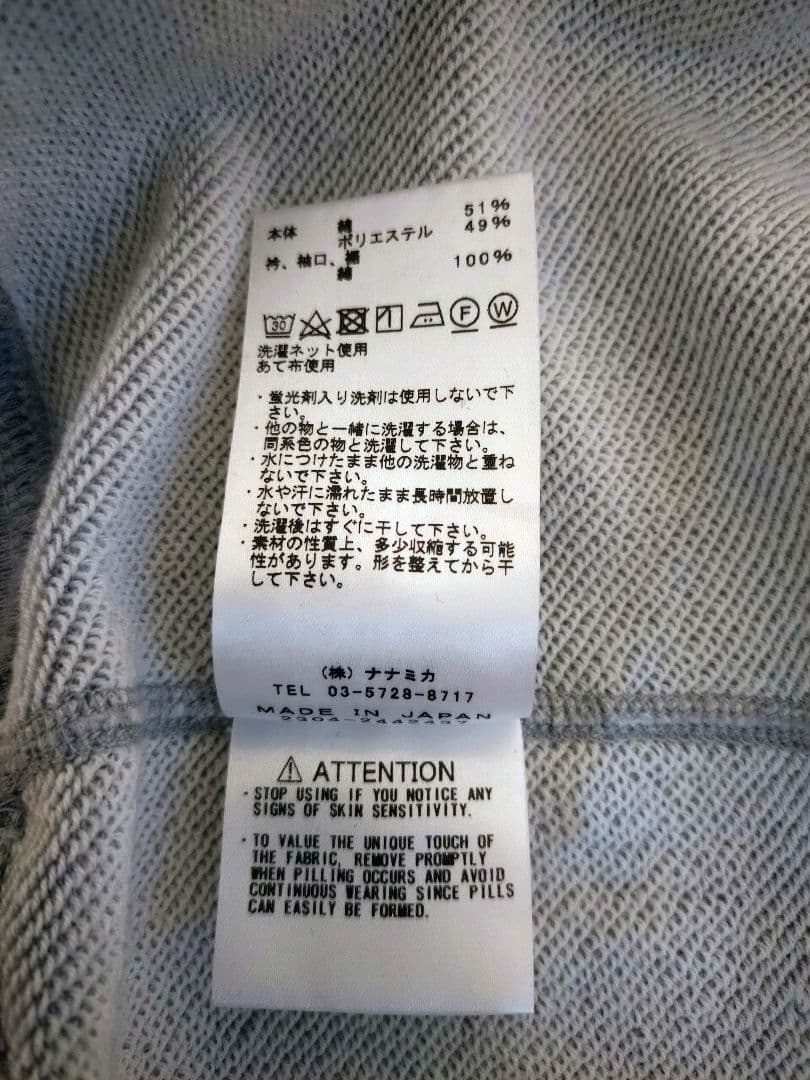 本体 綿 51%
ポリエステル 49%
衿、袖口、裾
綿 100%
30 F W
洗濯ネット使用
あて布使用
・蛍光剤入り洗剤は使用しないで下
さい。
・他の物と一緒に洗濯する場合は、
同系色の物と洗濯して下さい。
・水につけたまま他の洗濯物と重ね
ないで下さい。
・水や汗に濡れたまま長時間放置し
ないで下さい。
・洗濯後はすぐに干して下さい。
・素材の性質上、多少収縮する可能
性があります。形を整えてから干
して下さい。
(株) ナナミカ
TEL 03-5728-8717
MADE IN JAPAN
⚠ ATTENTION
・STOP USING IF YOU NOTICE ANY
SIGNS OF SKIN SENSITIVITY.
・TO VALUE THE UNIQUE TOUCH OF
THE FABRIC, REMOVE PROMPTLY
WHEN PILLING OCCURS AND AVOID
CONTINUOUS WEARING SINCE PILLS
CAN EASILY BE FORMED.